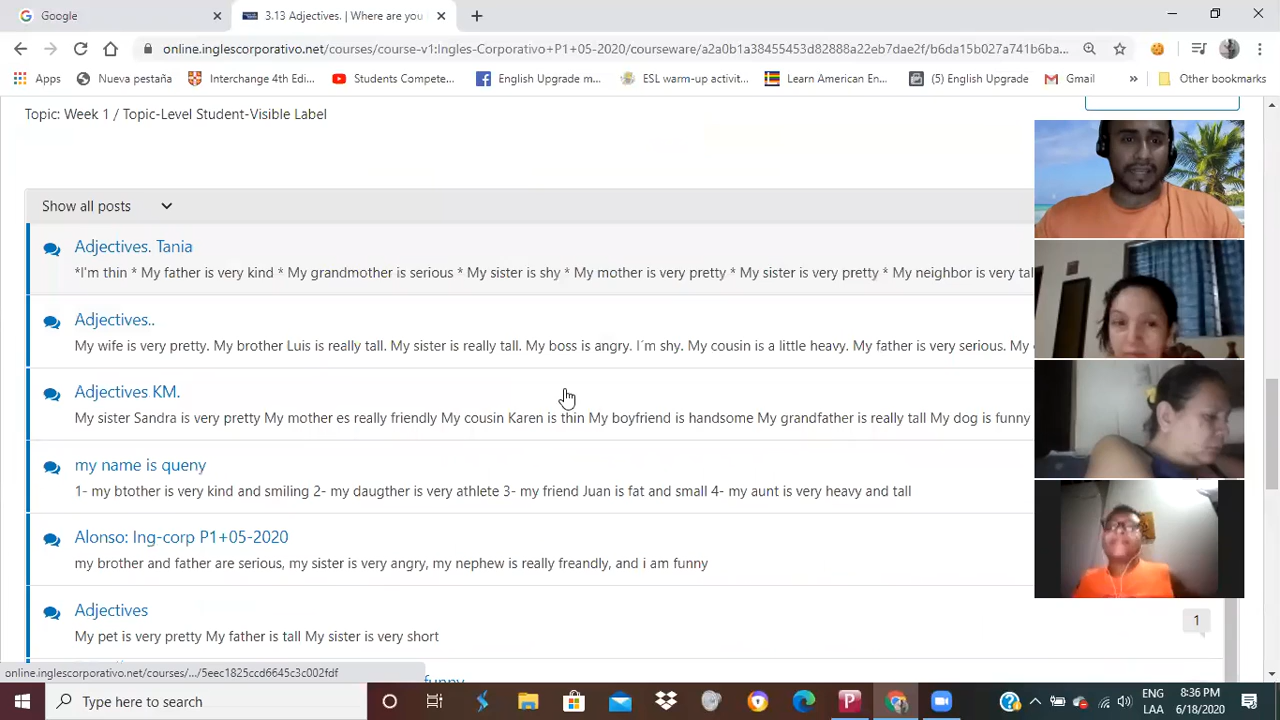 Google
3.13 Adjectives. | Where are you
online.inglescorporativo.net/courses/course-v1:Ingles-Corporativo+P1+05-2020/courseware/a2a0b1a38455453d82888a22eb7dae2f/b6da15b027a741b6ba...
Apps Nueva pestaña Interchange 4th Edi... Students Compete... English Upgrade m... ESL warm-up activit... Learn American En... (5) English Upgrade Gmail » Other bookmarks
Topic: Week 1 / Topic-Level Student-Visible Label
Show all posts
Adjectives. Tania
*I'm thin * My father is very kind * My grandmother is serious * My sister is shy * My mother is very pretty * My sister is very pretty * My neighbor is very tal
Adjectives..
My wife is very pretty. My brother Luis is really tall. My sister is really tall. My boss is angry. I´m shy. My cousin is a little heavy. My father is very serious. My
Adjectives KM.
My sister Sandra is very pretty My mother es really friendly My cousin Karen is thin My boyfriend is handsome My grandfather is really tall My dog is funny
my name is queny
1- my btother is very kind and smiling 2- my daugther is very athlete 3- my friend Juan is fat and small 4- my aunt is very heavy and tall
Alonso: Ing-corp P1+05-2020
my brother and father are serious, my sister is very angry, my nephew is really freandly, and i am funny
Adjectives
1
My pet is very pretty My father is tall My sister is very short
online.inglescorporativo.net/courses/.../5eec1825ccd6645c3c002fdf
funny
Type here to search
ENG
LAA
8:36 PM
6/18/2020